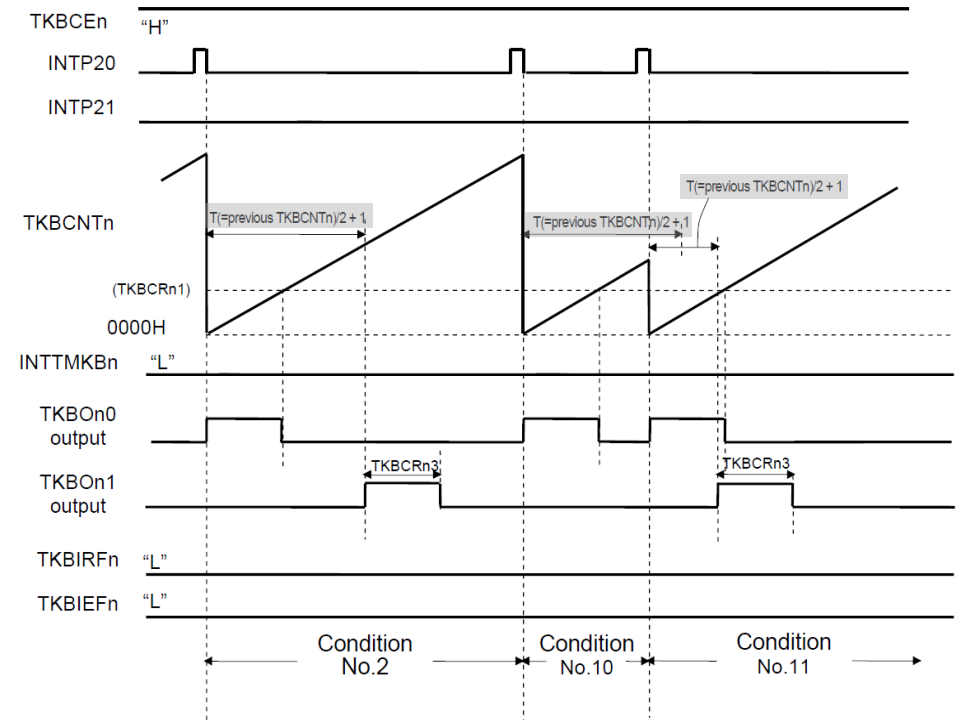 TKBCEn "H"
INTP20
INTP21
T(=previous TKBCNTn)/2 + 1
T(=previous TKBCNTn)/2 + 1
T(=previous TKBCNTn)/2 + 1
TKBCNTn
(TKBCRn1)
0000H
INTTMKBn "L"
TKBOn0
output
TKBCRn3
TKBCRn3
TKBOn1
output
TKBIRFn "L"
TKBIEFn "L"
Condition
No.2
Condition
No.10
Condition
No.11